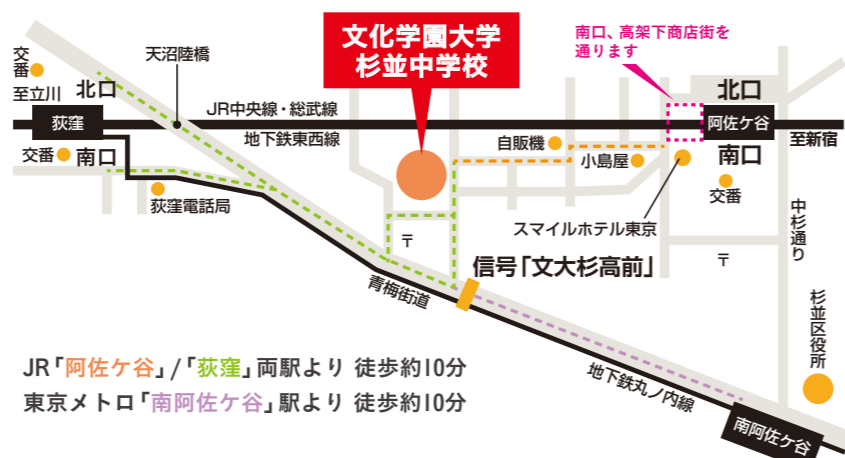 文化学園大学
杉並中学校
南口、高架下商店街を
通ります
交番
天沼陸橋
至立川
北口
北口
JR中央線・総武線
荻窪
阿佐ケ谷
地下鉄東西線
至新宿
自販機
交番
南口
小島屋
南口
交番
荻窪電話局
スマイルホテル東京
中杉通り
〒
〒
信号「文大杉高前」
青梅街道
杉並区役所
JR「阿佐ケ谷」/「荻窪」両駅より 徒歩約10分
地下鉄丸ノ内線
東京メトロ「南阿佐ケ谷」駅より 徒歩約10分
南阿佐ケ谷